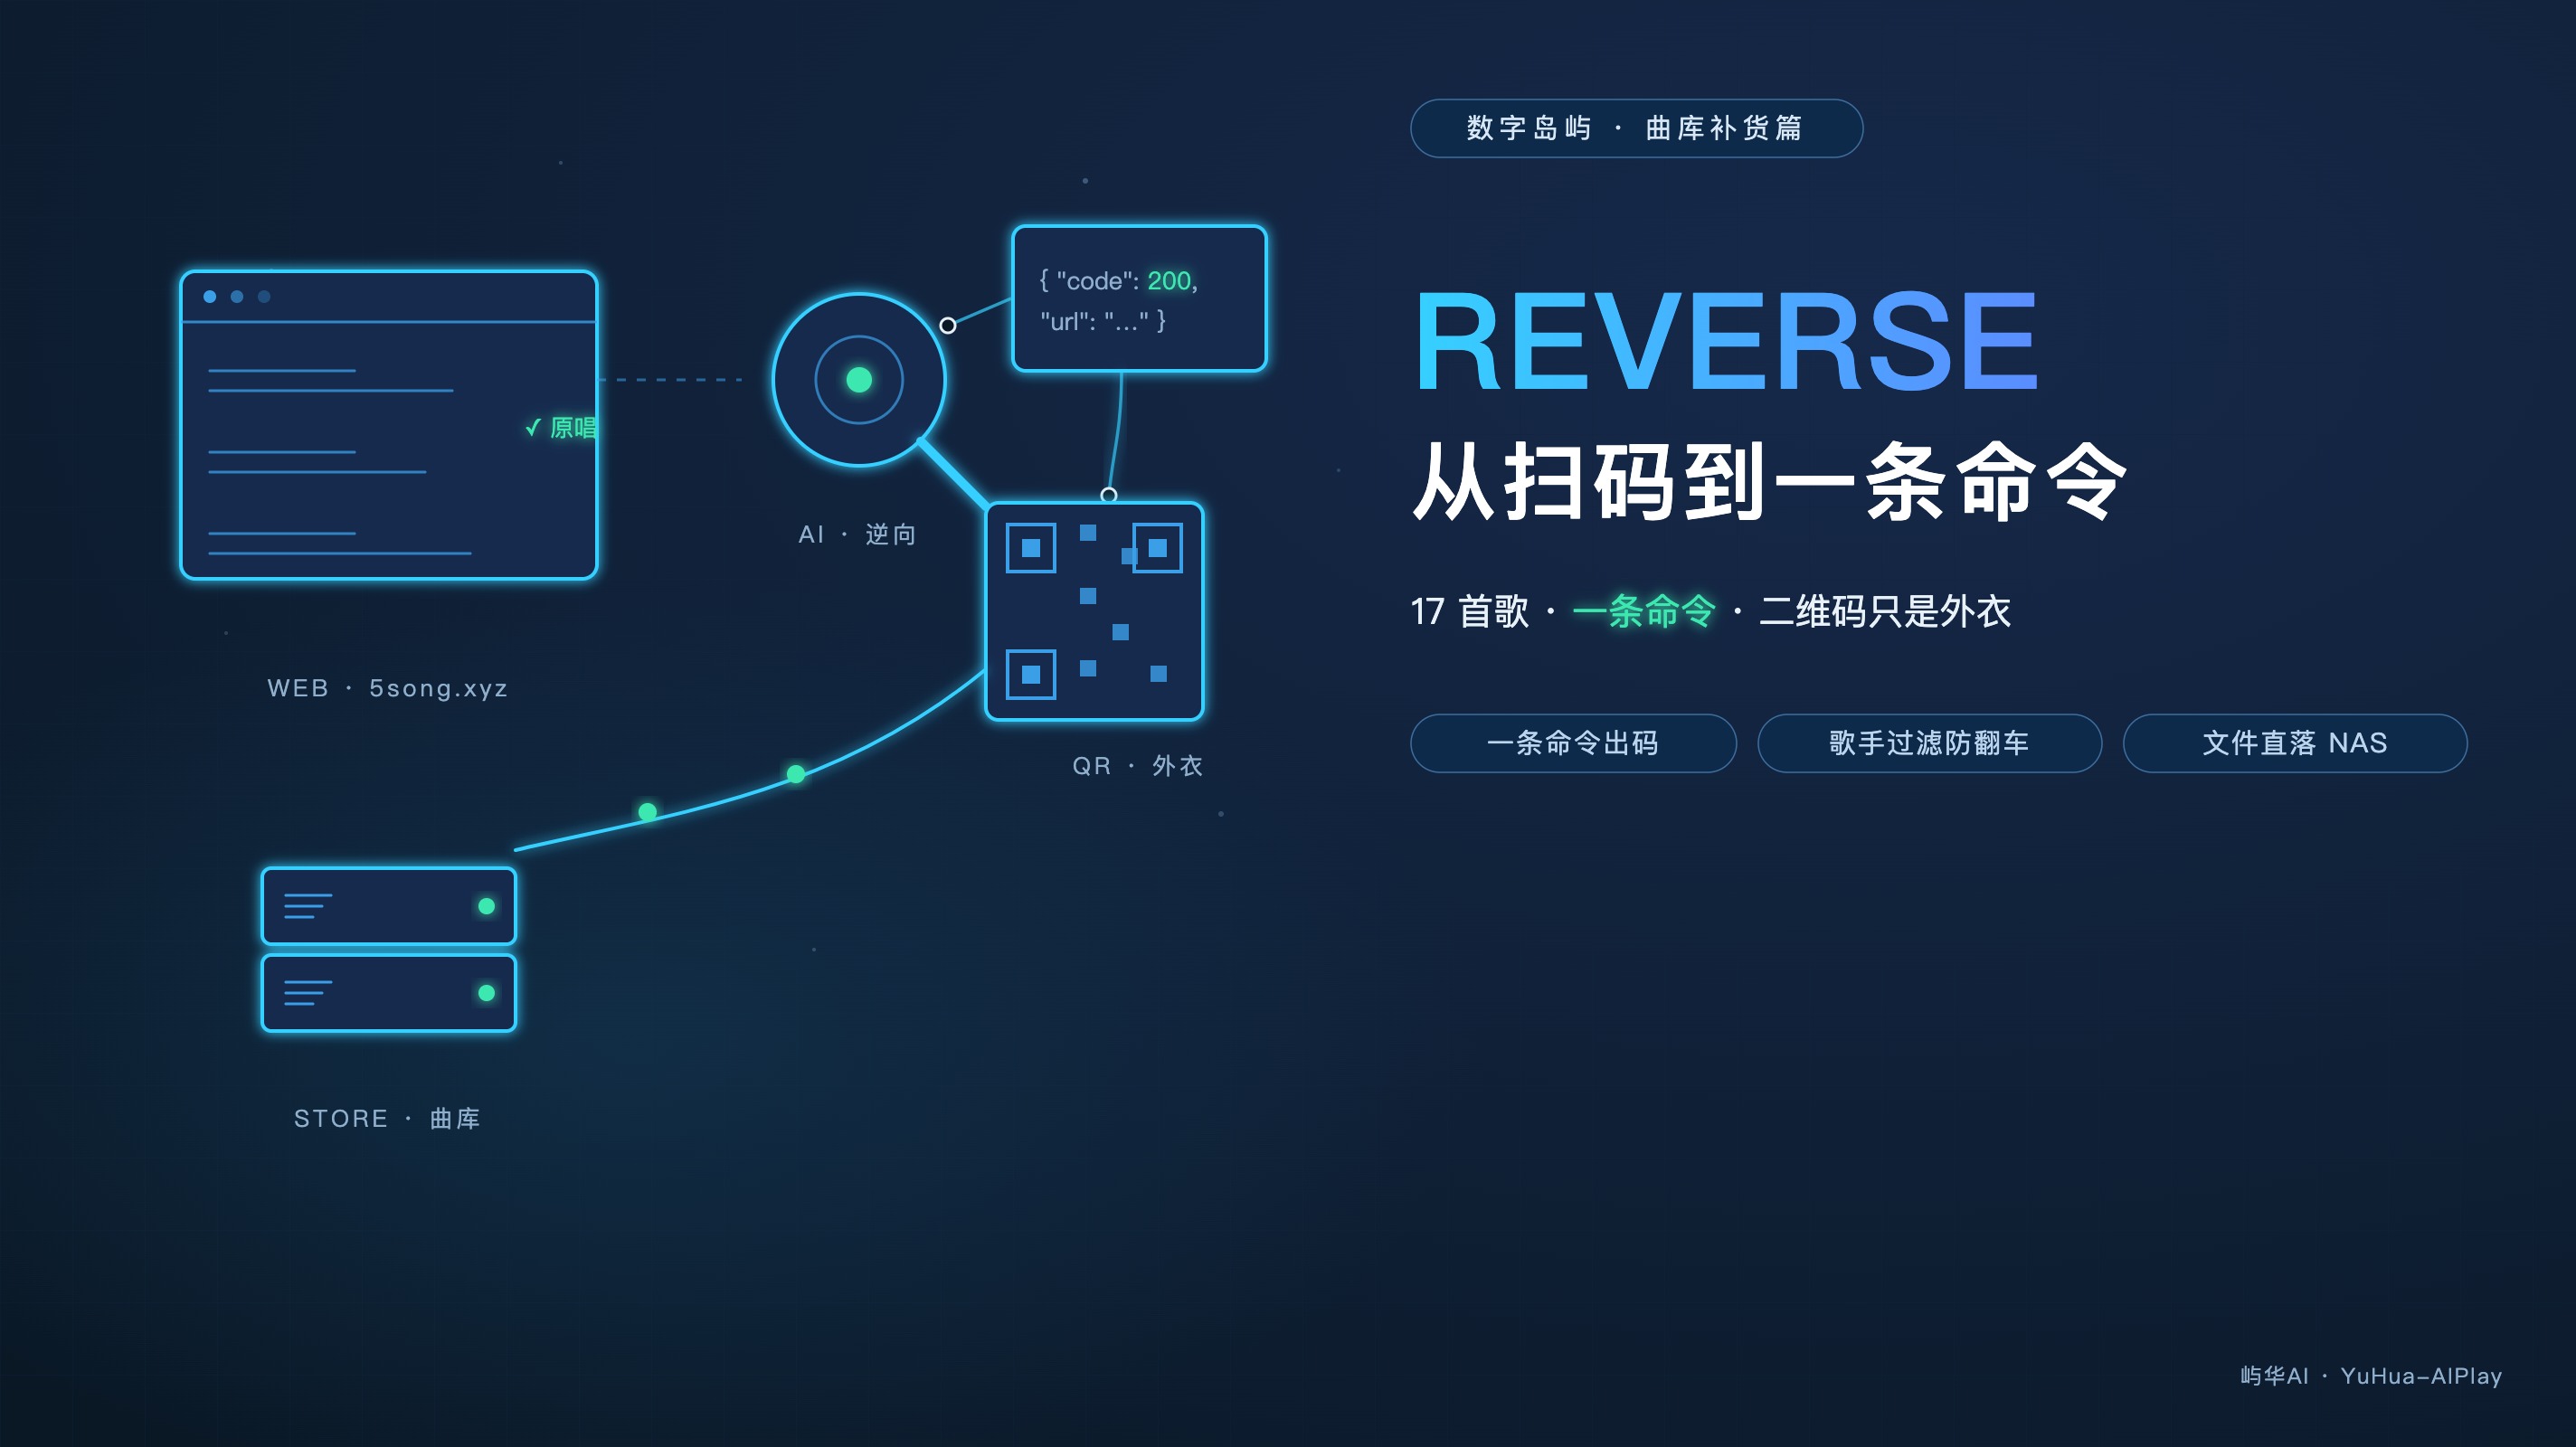 数字岛屿 · 曲库补货篇
REVERSE
从扫码到一条命令
17 首歌 · 一条命令 · 二维码只是外衣
一条命令出码
歌手过滤防翻车
文件直落 NAS
{ "code": 200,
"url": "..." }
✓ 原唱
AI · 逆向
WEB · 5song.xyz
QR · 外衣
STORE · 曲库
屿华AI · YuHua-AIPlay